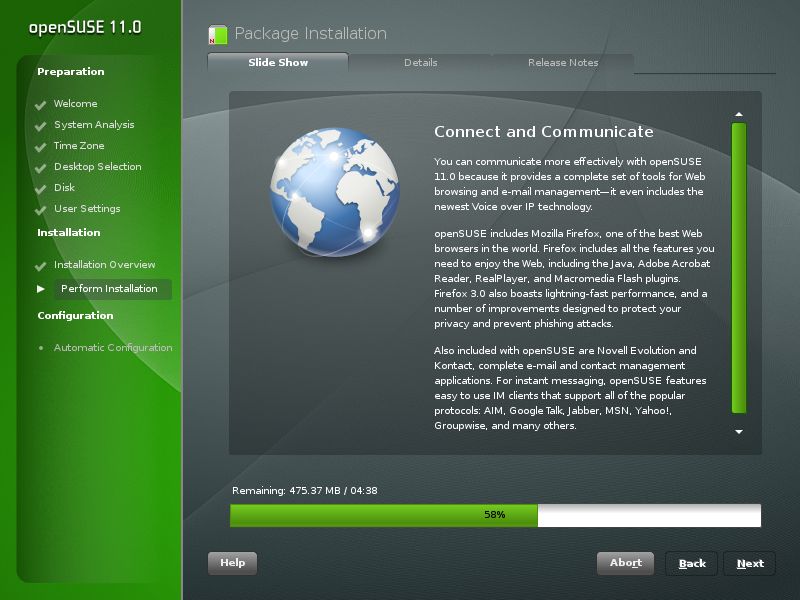 openSUSE 11.0
Preparation
Welcome
System Analysis
Time Zone
Desktop Selection
Disk
User Settings
Installation
Installation Overview
Perform Installation
Configuration
Automatic Configuration
Package Installation
Slide Show
Details
Release Notes
Connect and Communicate
You can communicate more effectively with openSUSE
11.0 because it provides a complete set of tools for Web
browsing and e-mail management—it even includes the
newest Voice over IP technology.
openSUSE includes Mozilla Firefox, one of the best Web
browsers in the world. Firefox includes all the features you
need to enjoy the Web, including the Java, Adobe Acrobat
Reader, RealPlayer, and Macromedia Flash plugins.
Firefox 3.0 also boasts lightning-fast performance, and a
number of improvements designed to protect your
privacy and prevent phishing attacks.
Also included with openSUSE are Novell Evolution and
Kontact, complete e-mail and contact management
applications. For instant messaging, openSUSE features
easy to use IM clients that support all of the popular
protocols: AIM, Google Talk, Jabber, MSN, Yahoo!,
Groupwise, and many others.
Remaining: 475.37 MB / 04:38
58%
Help
Abort
Back
Next